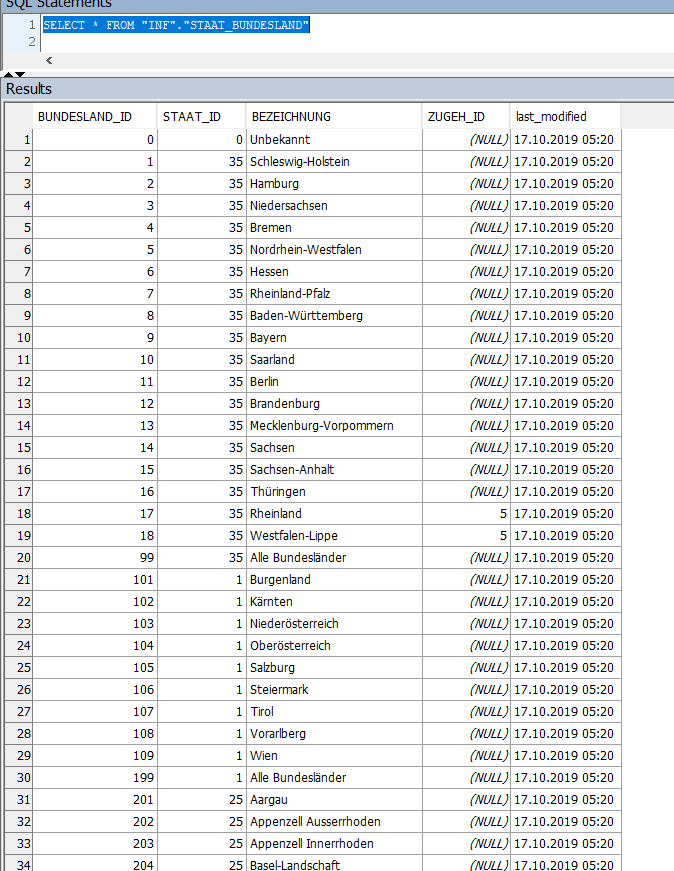 SQL Statements
1 SELECT * FROM "INF"."STAAT_BUNDESLAND"
2
Results
BUNDESLAND_ID STAAT_ID BEZEICHNUNG ZUGEH_ID last_modified
1 0 0 Unbekannt (NULL) 17.10.2019 05:20
2 1 35 Schleswig-Holstein (NULL) 17.10.2019 05:20
3 2 35 Hamburg (NULL) 17.10.2019 05:20
4 3 35 Niedersachsen (NULL) 17.10.2019 05:20
5 4 35 Bremen (NULL) 17.10.2019 05:20
6 5 35 Nordrhein-Westfalen (NULL) 17.10.2019 05:20
7 6 35 Hessen (NULL) 17.10.2019 05:20
8 7 35 Rheinland-Pfalz (NULL) 17.10.2019 05:20
9 8 35 Baden-Württemberg (NULL) 17.10.2019 05:20
10 9 35 Bayern (NULL) 17.10.2019 05:20
11 10 35 Saarland (NULL) 17.10.2019 05:20
12 11 35 Berlin (NULL) 17.10.2019 05:20
13 12 35 Brandenburg (NULL) 17.10.2019 05:20
14 13 35 Mecklenburg-Vorpommern (NULL) 17.10.2019 05:20
15 14 35 Sachsen (NULL) 17.10.2019 05:20
16 15 35 Sachsen-Anhalt (NULL) 17.10.2019 05:20
17 16 35 Thüringen (NULL) 17.10.2019 05:20
18 17 35 Rheinland 5 17.10.2019 05:20
19 18 35 Westfalen-Lippe 5 17.10.2019 05:20
20 99 35 Alle Bundesländer (NULL) 17.10.2019 05:20
21 101 1 Burgenland (NULL) 17.10.2019 05:20
22 102 1 Kärnten (NULL) 17.10.2019 05:20
23 103 1 Niederösterreich (NULL) 17.10.2019 05:20
24 104 1 Oberösterreich (NULL) 17.10.2019 05:20
25 105 1 Salzburg (NULL) 17.10.2019 05:20
26 106 1 Steiermark (NULL) 17.10.2019 05:20
27 107 1 Tirol (NULL) 17.10.2019 05:20
28 108 1 Vorarlberg (NULL) 17.10.2019 05:20
29 109 1 Wien (NULL) 17.10.2019 05:20
30 199 1 Alle Bundesländer (NULL) 17.10.2019 05:20
31 201 25 Aargau (NULL) 17.10.2019 05:20
32 202 25 Appenzell Ausserrhoden (NULL) 17.10.2019 05:20
33 203 25 Appenzell Innerrhoden (NULL) 17.10.2019 05:20
34 204 25 Basel-Landschaft (NULL) 17.10.2019 05:20